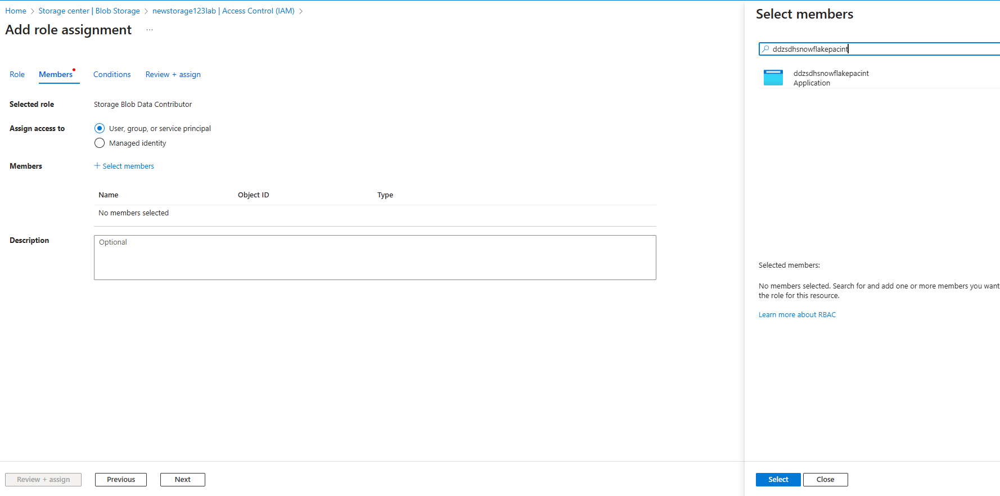 Home > Storage center | Blob Storage > newstorage123lab | Access Control (IAM) >
Add role assignment ...
Role Members Conditions Review + assign
Selected role Storage Blob Data Contributor
Assign access to User, group, or service principal
Managed identity
Members + Select members
Name Object ID Type
No members selected
Description Optional
Review + assign Previous Next
Select members
ddzsdhsnowflakepacint
ddzsdhsnowflakepacint
Application
Selected members:
No members selected. Search for and add one or more members you want
the role for this resource.
Learn more about RBAC
Select Close